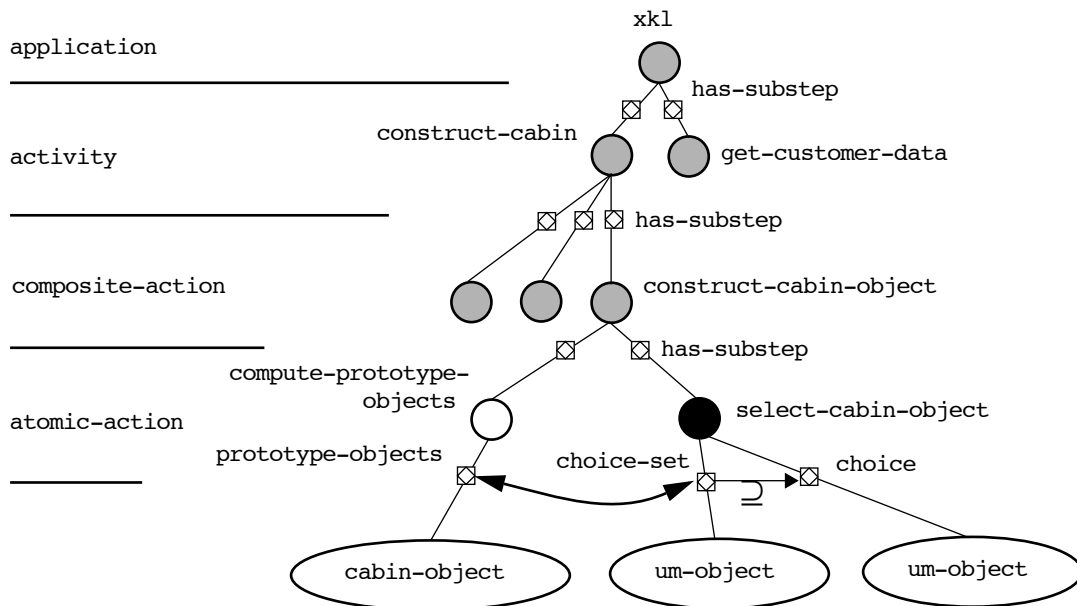 xkl
application
has-substep
construct-cabin
activity
get-customer-data
has-substep
composite-action
construct-cabin-object
has-substep
compute-prototype-
objects
select-cabin-object
atomic-action
prototype-objects
choice-set
choice
⊇
cabin-object
um-object
um-object